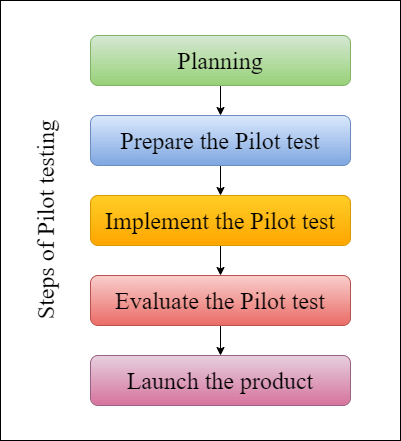 Steps of Pilot testing
Planning
Prepare the Pilot test
Implement the Pilot test
Evaluate the Pilot test
Launch the product